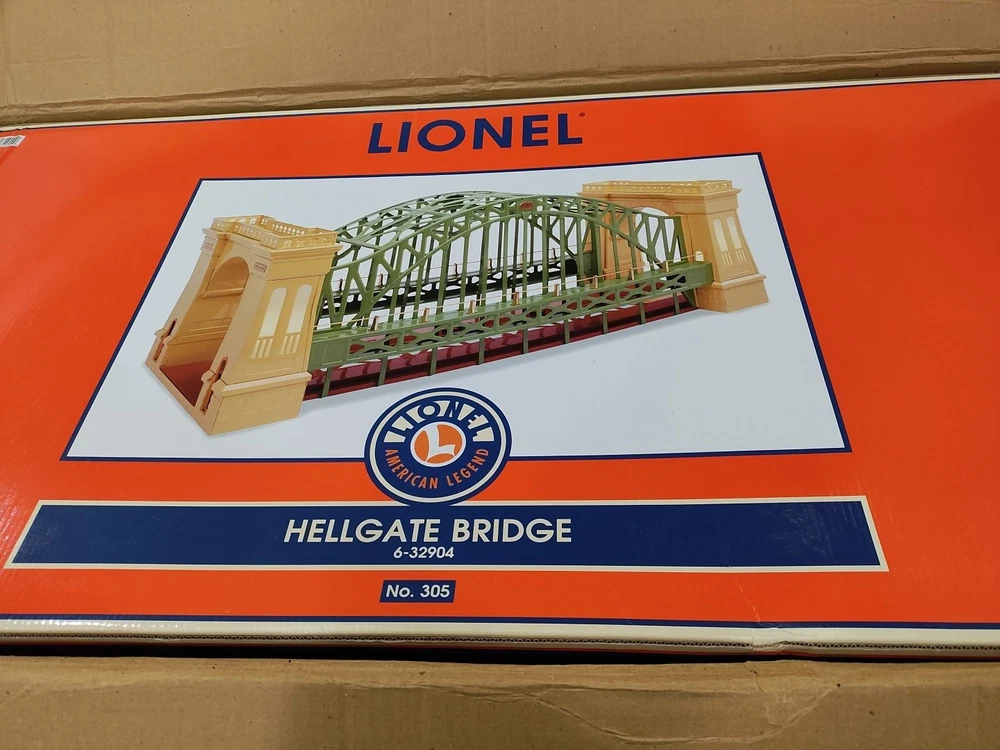 LIONEL
LIONEL
L
AMERICAN LEGEND
HELLGATE BRIDGE
6-32904
No. 305